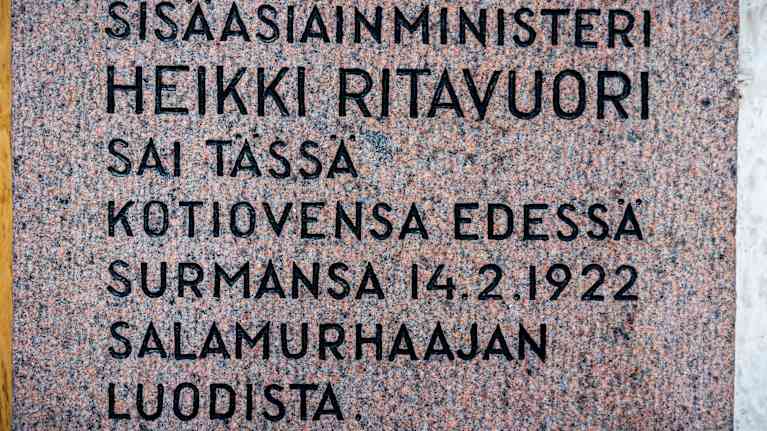 SISÄASIAINMINISTERI
HEIKKI RITAVUORI
SAI TÄSSÄ
KOTIOVENSA EDESSÄ
SURMANSA 14.2.1922
SALAMURHAAJAN
LUODISTA.